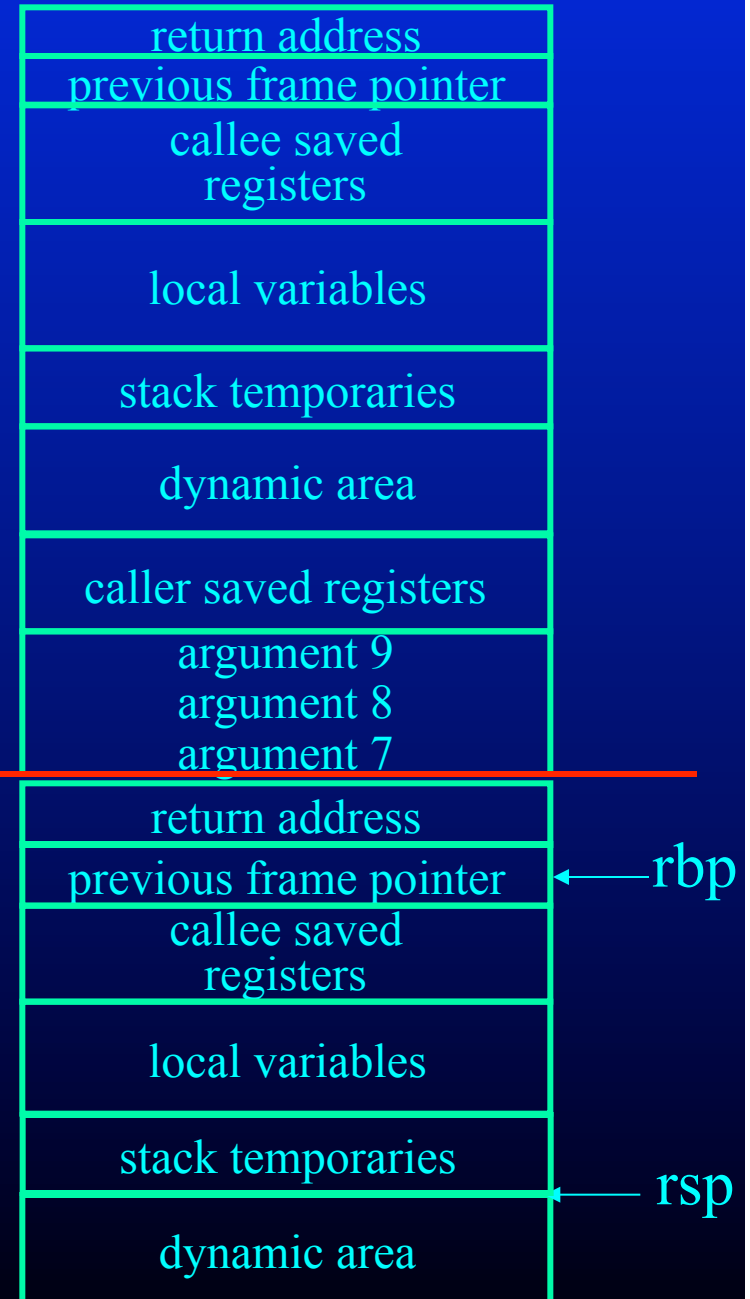 return address
previous frame pointer
callee saved
registers
local variables
stack temporaries
dynamic area
caller saved registers
argument 9
argument 8
argument 7
return address
previous frame pointer
rbp
callee saved
registers
local variables
stack temporaries
rsp
dynamic area